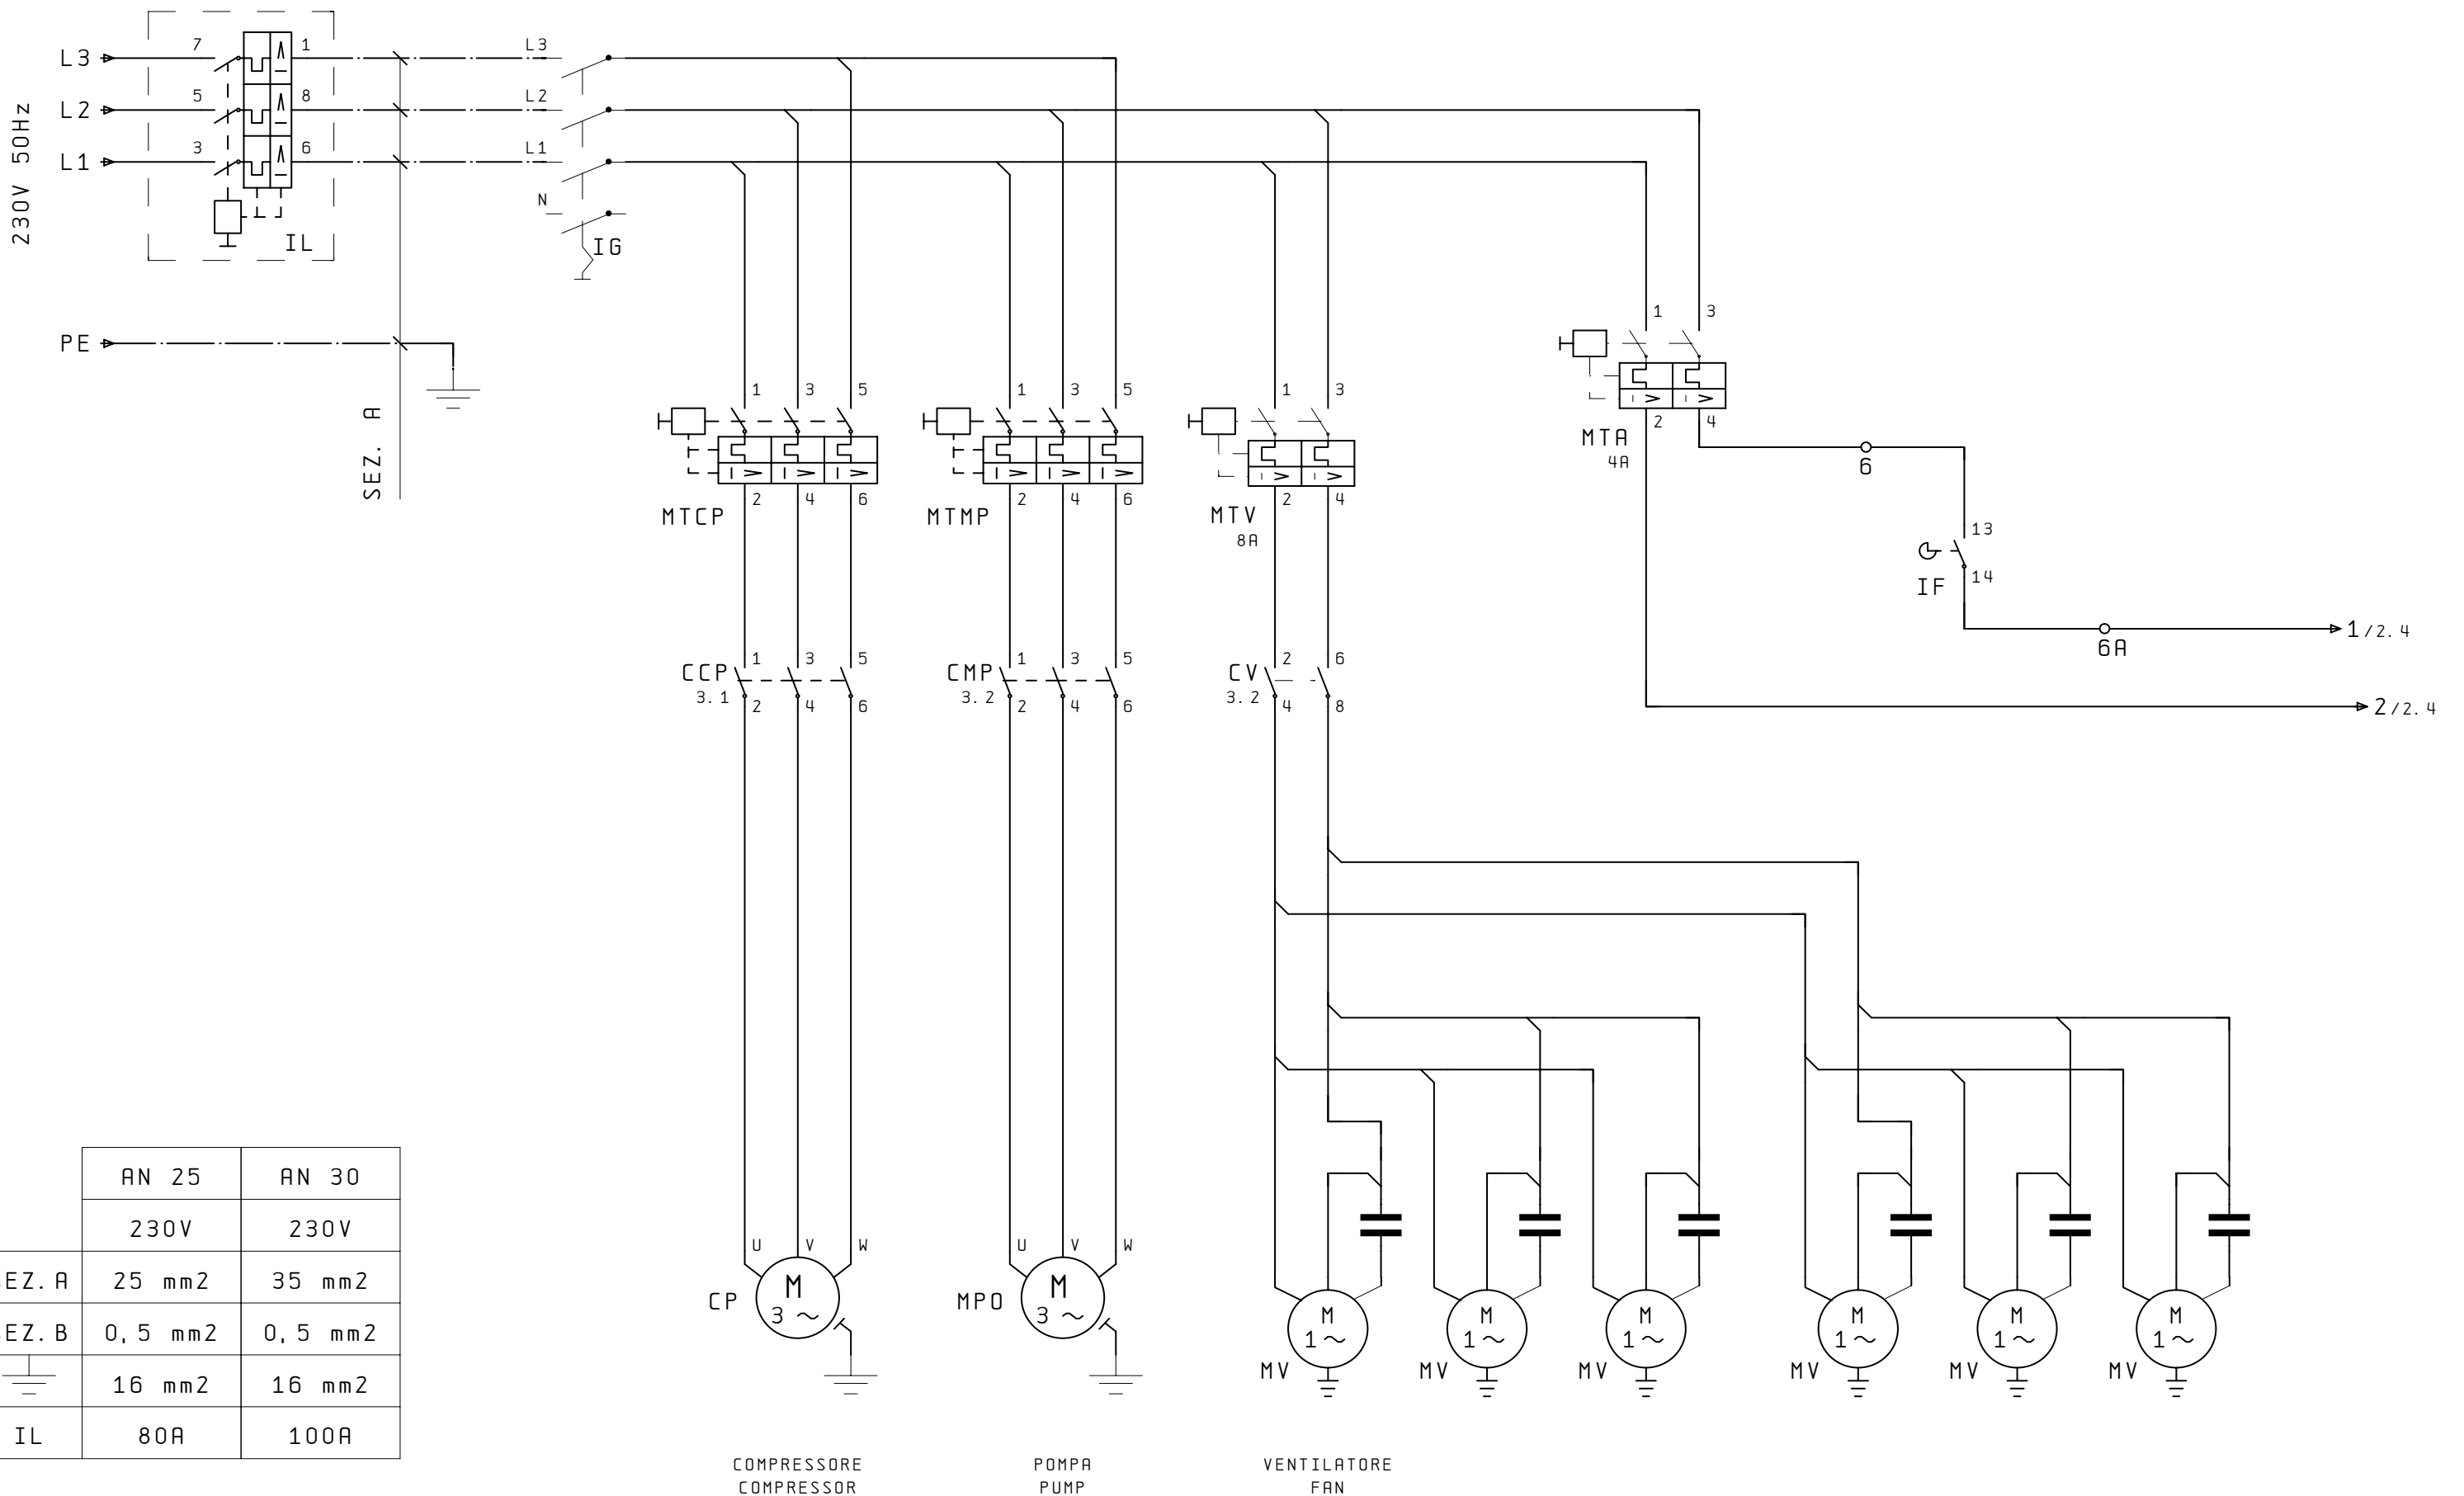 230V 50Hz
L3 7 1 L3
L2 5 8 L2
L1 3 6 L1
N
IL IG
PE
SEZ. A
1 3
MTA
4A
2 4
6
1 3 5 1 3 5 1 3
2 4 6 2 4 6 2 4
MTCP MTMP MTV
8A
13
14
IF
6A
1/2.4
2/2.4
CCP 1 3 5 CMP 1 3 5 CV 2 6
3.1 2 4 6 3.2 2 4 6 3.2 4 8
AN 25 AN 30
230V 230V
EZ.A 25 mm2 35 mm2
EZ.B 0,5 mm2 0,5 mm2
16 mm2 16 mm2
IL 80A 100A
U V W U V W
CP M 3~ MPO M 3~
M M M M M M
1~ 1~ 1~ 1~ 1~ 1~
MV MV MV MV MV MV
COMPRESSORE POMPA VENTILATORE
COMPRESSOR PUMP FAN